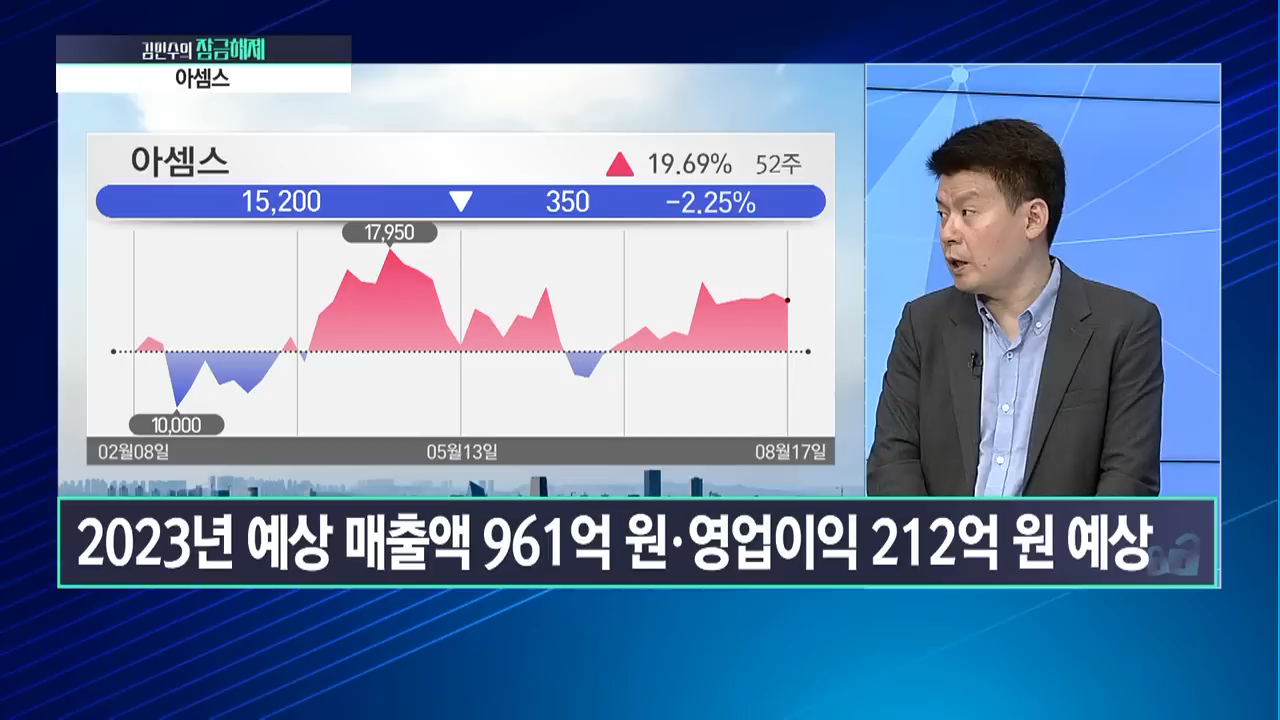 김민수의 잠금해제
아셈스
아셈스 ▲ 19.69% 52주
15,200 ▼ 350 -2.25%
17,950
10,000
02월08일 05월13일 08월17일
2023년 예상 매출액 961억 원·영업이익 212억 원 예상